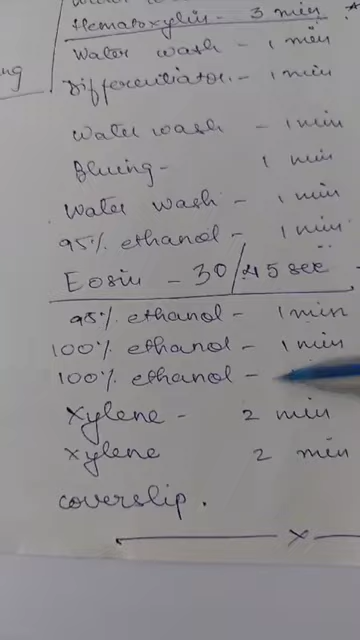 Hematoxylin - 3 min
ng
Water wash - 1 min
Differentiator - 1 min
Water wash - 1 min
Bluing - 1 min
Water wash - 1 min
95% ethanol - 1 min
Eosin - 30/45 sec
95% ethanol - 1 min
100% ethanol - 1 min
100% ethanol -
Xylene - 2 min
Xylene 2 min
coverslip.
x